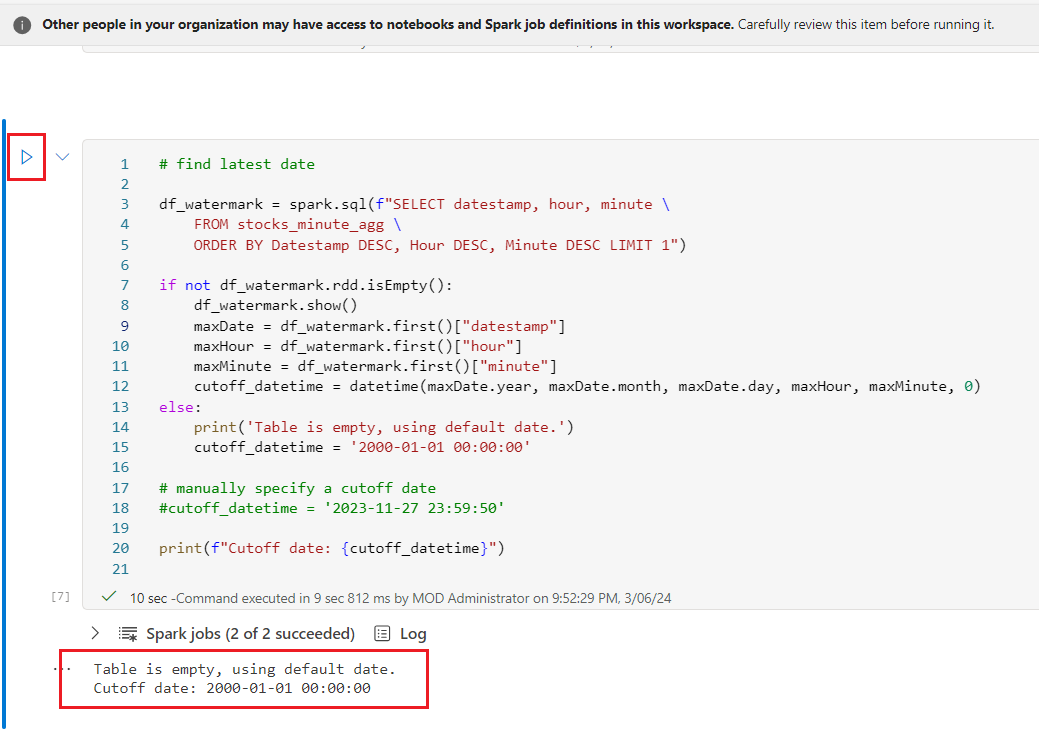 Other people in your organization may have access to notebooks and Spark job definitions in this workspace. Carefully review this item before running it.
1 # find latest date
2
3 df_watermark = spark.sql(f"SELECT datestamp, hour, minute \
4     FROM stocks_minute_agg \
5     ORDER BY Datestamp DESC, Hour DESC, Minute DESC LIMIT 1")
6
7 if not df_watermark.rdd.isEmpty():
8     df_watermark.show()
9     maxDate = df_watermark.first()["datestamp"]
10     maxHour = df_watermark.first()["hour"]
11     maxMinute = df_watermark.first()["minute"]
12     cutoff_datetime = datetime(maxDate.year, maxDate.month, maxDate.day, maxHour, maxMinute, 0)
13 else:
14     print('Table is empty, using default date.')
15     cutoff_datetime = '2000-01-01 00:00:00'
16
17 # manually specify a cutoff date
18 #cutoff_datetime = '2023-11-27 23:59:50'
19
20 print(f"Cutoff date: {cutoff_datetime}")
21
[7] 10 sec -Command executed in 9 sec 812 ms by MOD Administrator on 9:52:29 PM, 3/06/24
Spark jobs (2 of 2 succeeded) Log
Table is empty, using default date.
Cutoff date: 2000-01-01 00:00:00